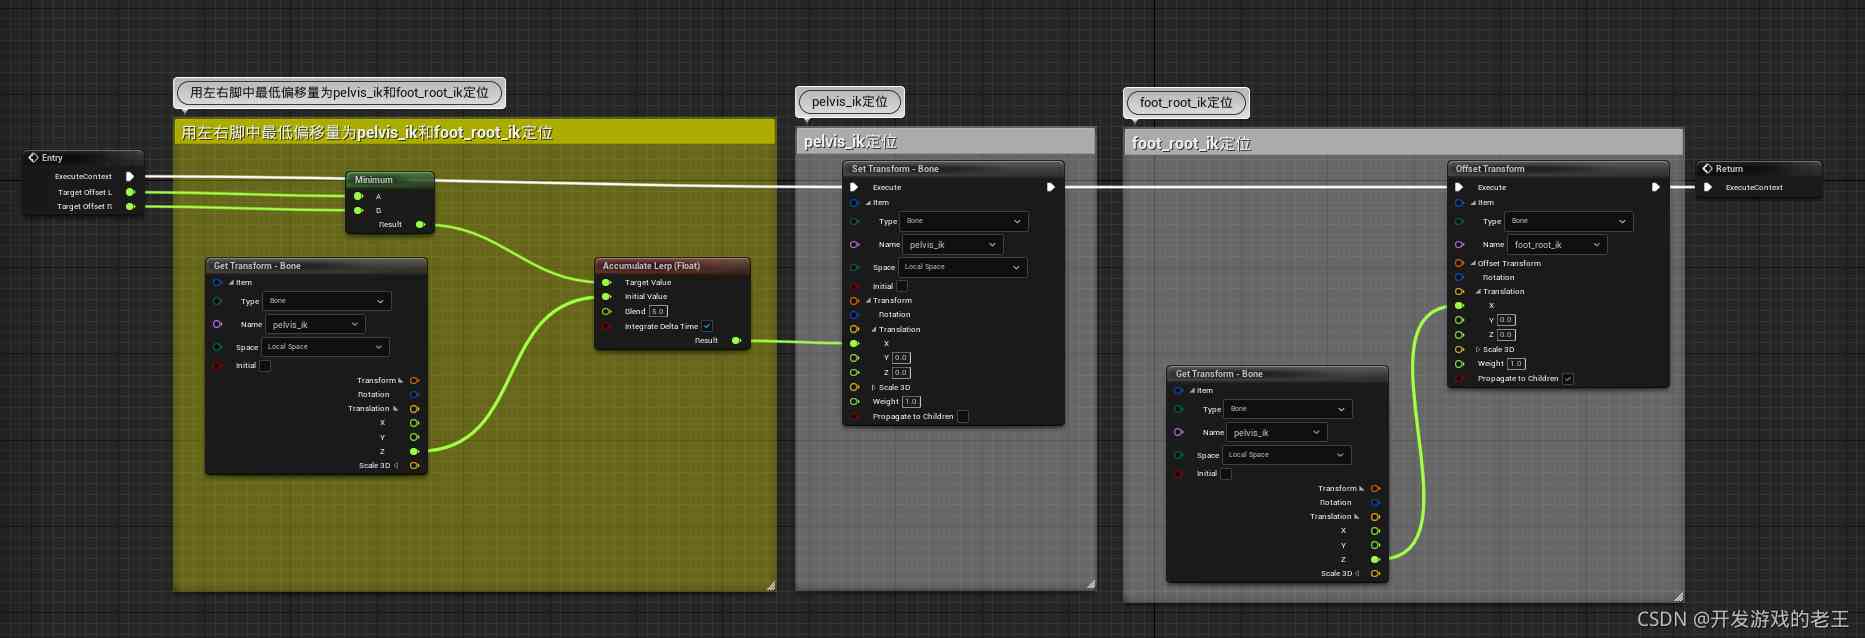 用左右脚中最低偏移量为pelvis_ik和foot_root_ik定位
用左右脚中最低偏移量为pelvis_ik和foot_root_ik定位
Entry
ExecuteContext
Target Offset L
Target Offset R
Minimum
A
B
Result
Get Transform - Bone
Item
Type Bone
Name pelvis_ik
Space Local Space
Initial
Transform
Rotation
Translation
X
Y
Z
Scale 3D
Accumulate Lerp (Float)
Target Value
Initial Value
Blend 5.0
Integrate Delta Time
Result
pelvis_ik定位
pelvis_ik定位
Set Transform - Bone
Execute
Item
Type Bone
Name pelvis_ik
Space Local Space
Initial
Transform
Rotation
Translation
X
Y 0.0
Z 0.0
Scale 3D
Weight 1.0
Propagate to Children
foot_root_ik定位
foot_root_ik定位
Get Transform - Bone
Item
Type Bone
Name pelvis_ik
Space Local Space
Initial
Transform
Rotation
Translation
X
Y
Z
Scale 3D
Offset Transform
Execute
Item
Type Bone
Name foot_root_ik
Offset Transform
Rotation
Translation
X
Y 0.0
Z 0.0
Scale 3D
Weight 1.0
Propagate to Children
Return
ExecuteContext
CSDN @开发游戏的老王